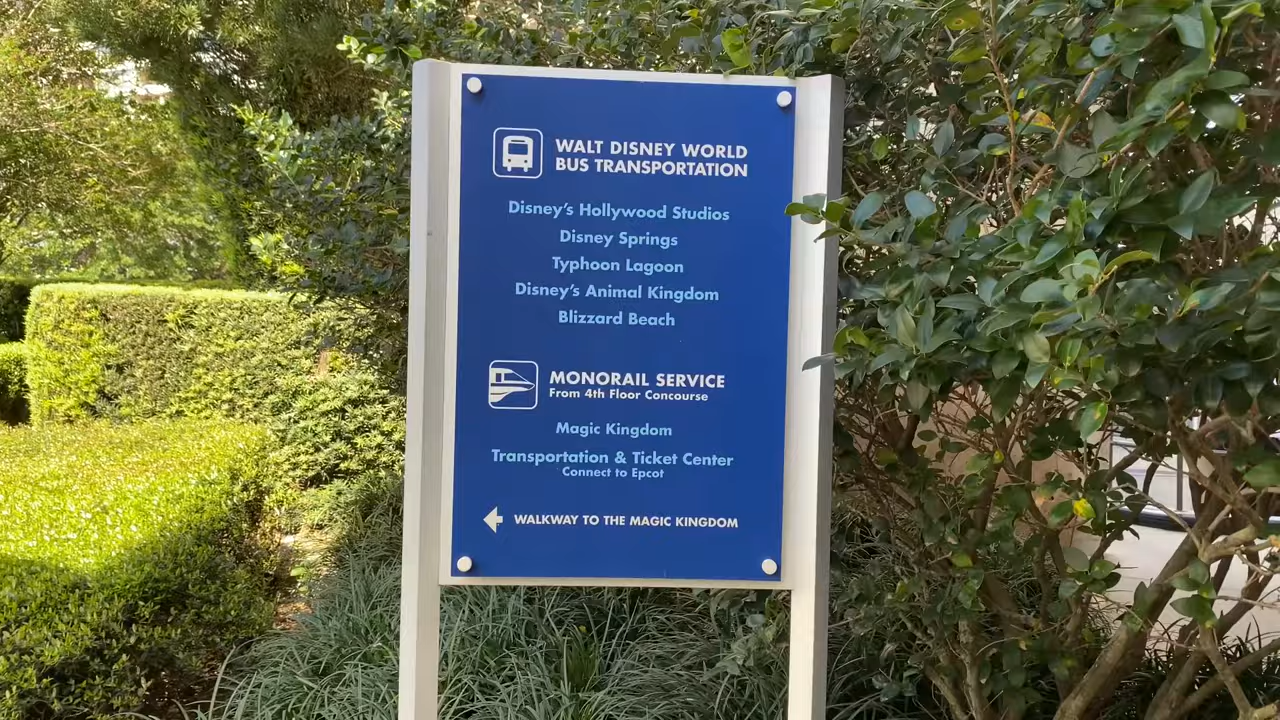 WALT DISNEY WORLD
BUS TRANSPORTATION
Disney's Hollywood Studios
Disney Springs
Typhoon Lagoon
Disney's Animal Kingdom
Blizzard Beach
MONORAIL SERVICE
From 4th Floor Concourse
Magic Kingdom
Transportation & Ticket Center
Connect to Epcot
WALKWAY TO THE MAGIC KINGDOM